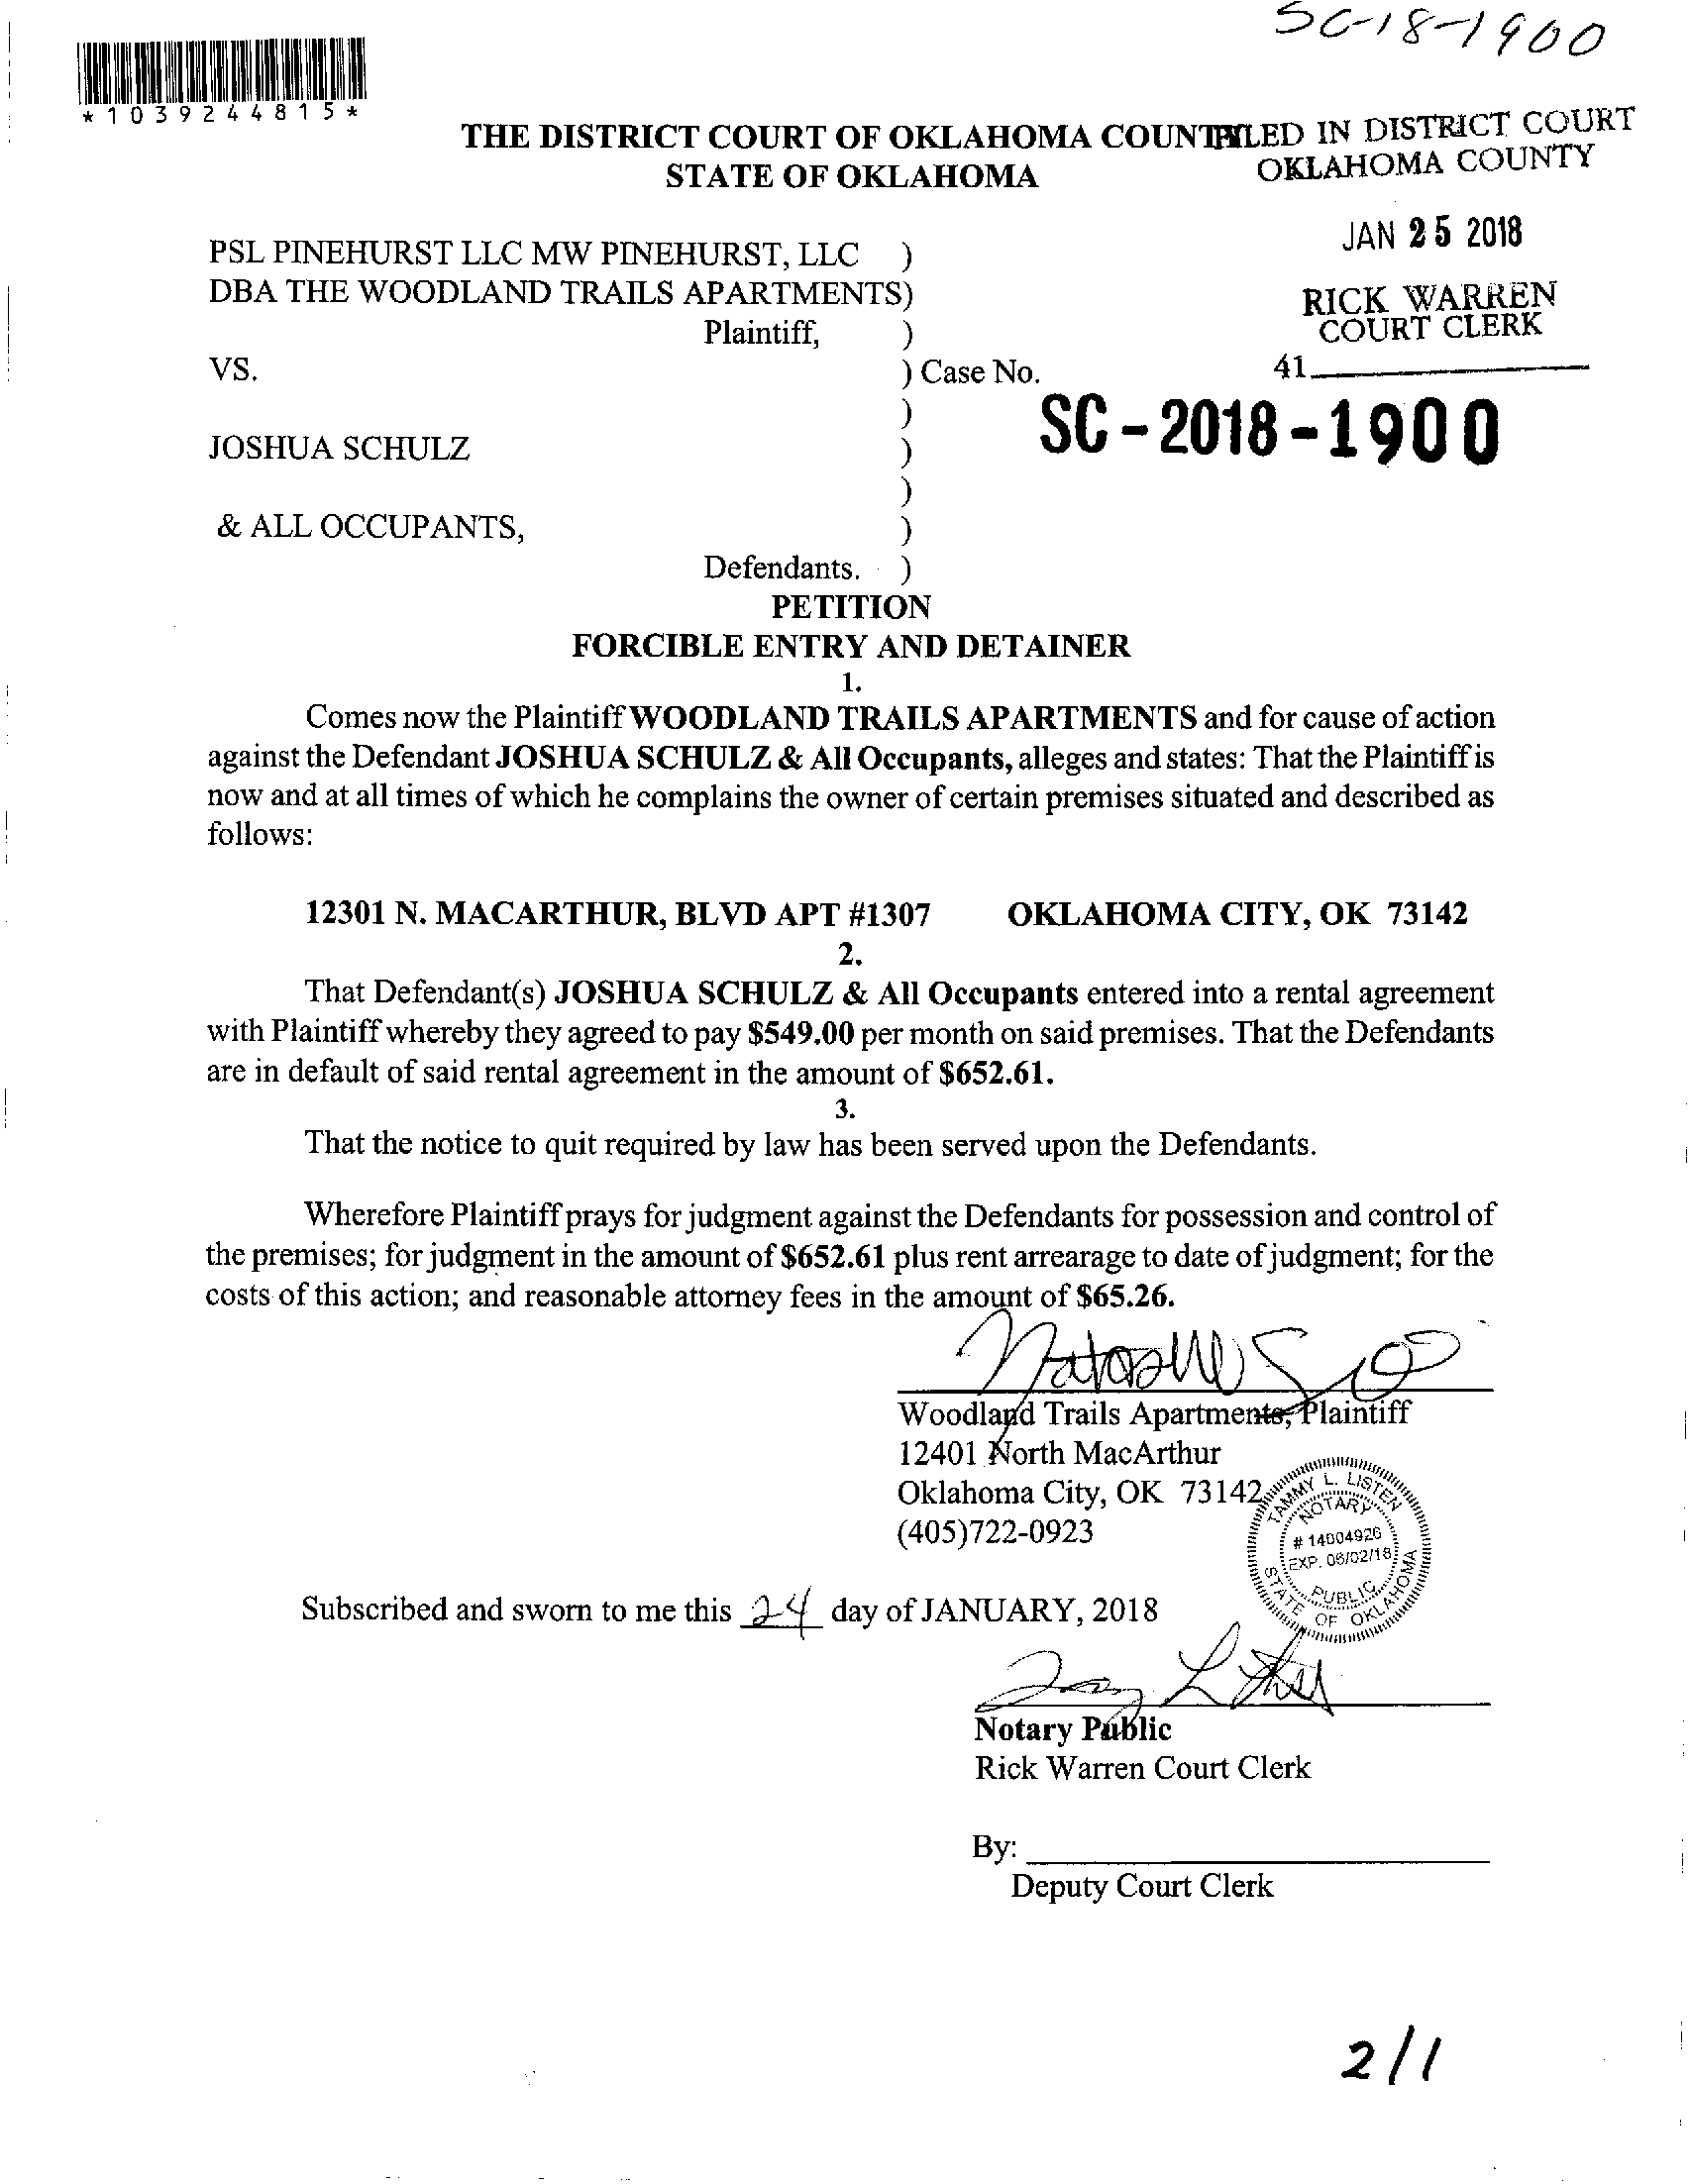 SC-18-1900
*1039244815*
THE DISTRICT COURT OF OKLAHOMA COUNTY
STATE OF OKLAHOMA
FILED IN DISTRICT COURT
OKLAHOMA COUNTY
JAN 25 2018
RICK WARREN
COURT CLERK
41
PSL PINEHURST LLC MW PINEHURST, LLC )
DBA THE WOODLAND TRAILS APARTMENTS)
Plaintiff, )
VS. ) Case No.
)
SC-2018-1900
JOSHUA SCHULZ )
)
& ALL OCCUPANTS, )
Defendants. )
PETITION
FORCIBLE ENTRY AND DETAINER
1.
Comes now the Plaintiff WOODLAND TRAILS APARTMENTS and for cause of action
against the Defendant JOSHUA SCHULZ & All Occupants, alleges and states: That the Plaintiff is
now and at all times of which he complains the owner of certain premises situated and described as
follows:
12301 N. MACARTHUR, BLVD APT #1307 OKLAHOMA CITY, OK 73142
2.
That Defendant(s) JOSHUA SCHULZ & All Occupants entered into a rental agreement
with Plaintiff whereby they agreed to pay $549.00 per month on said premises. That the Defendants
are in default of said rental agreement in the amount of $652.61.
3.
That the notice to quit required by law has been served upon the Defendants.
Wherefore Plaintiff prays for judgment against the Defendants for possession and control of
the premises; for judgment in the amount of $652.61 plus rent arrearage to date of judgment; for the
costs of this action; and reasonable attorney fees in the amount of $65.26.
Woodland Trails Apartments, Plaintiff
12401 North MacArthur
Oklahoma City, OK 73142
(405)722-0923
TAMMY L. LISTEN
NOTARY
# 14004926
EXP. 06/02/18
PUBLIC
STATE OF OKLAHOMA
Subscribed and sworn to me this 24 day of JANUARY, 2018
Notary Public
Rick Warren Court Clerk
By:
Deputy Court Clerk
2/1